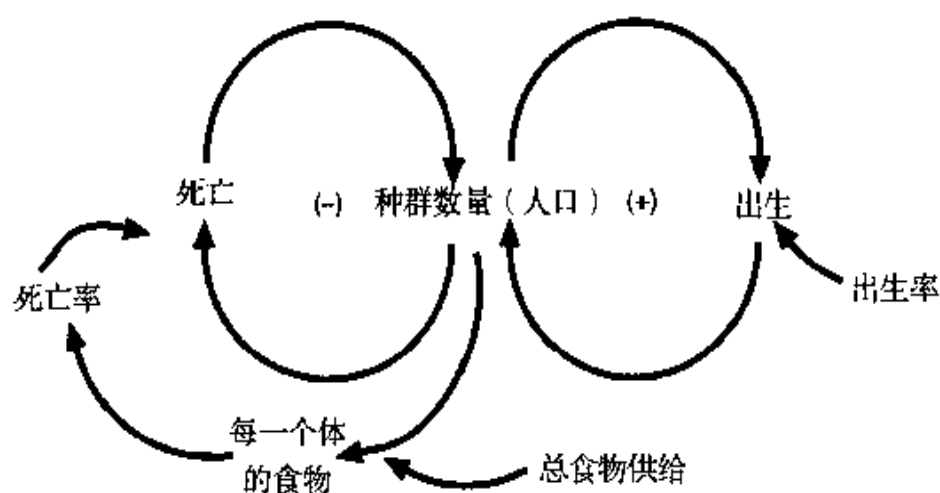 死亡 (-) 种群数量（人口） (+) 出生
死亡率
出生率
每一个体
的食物
总食物供给